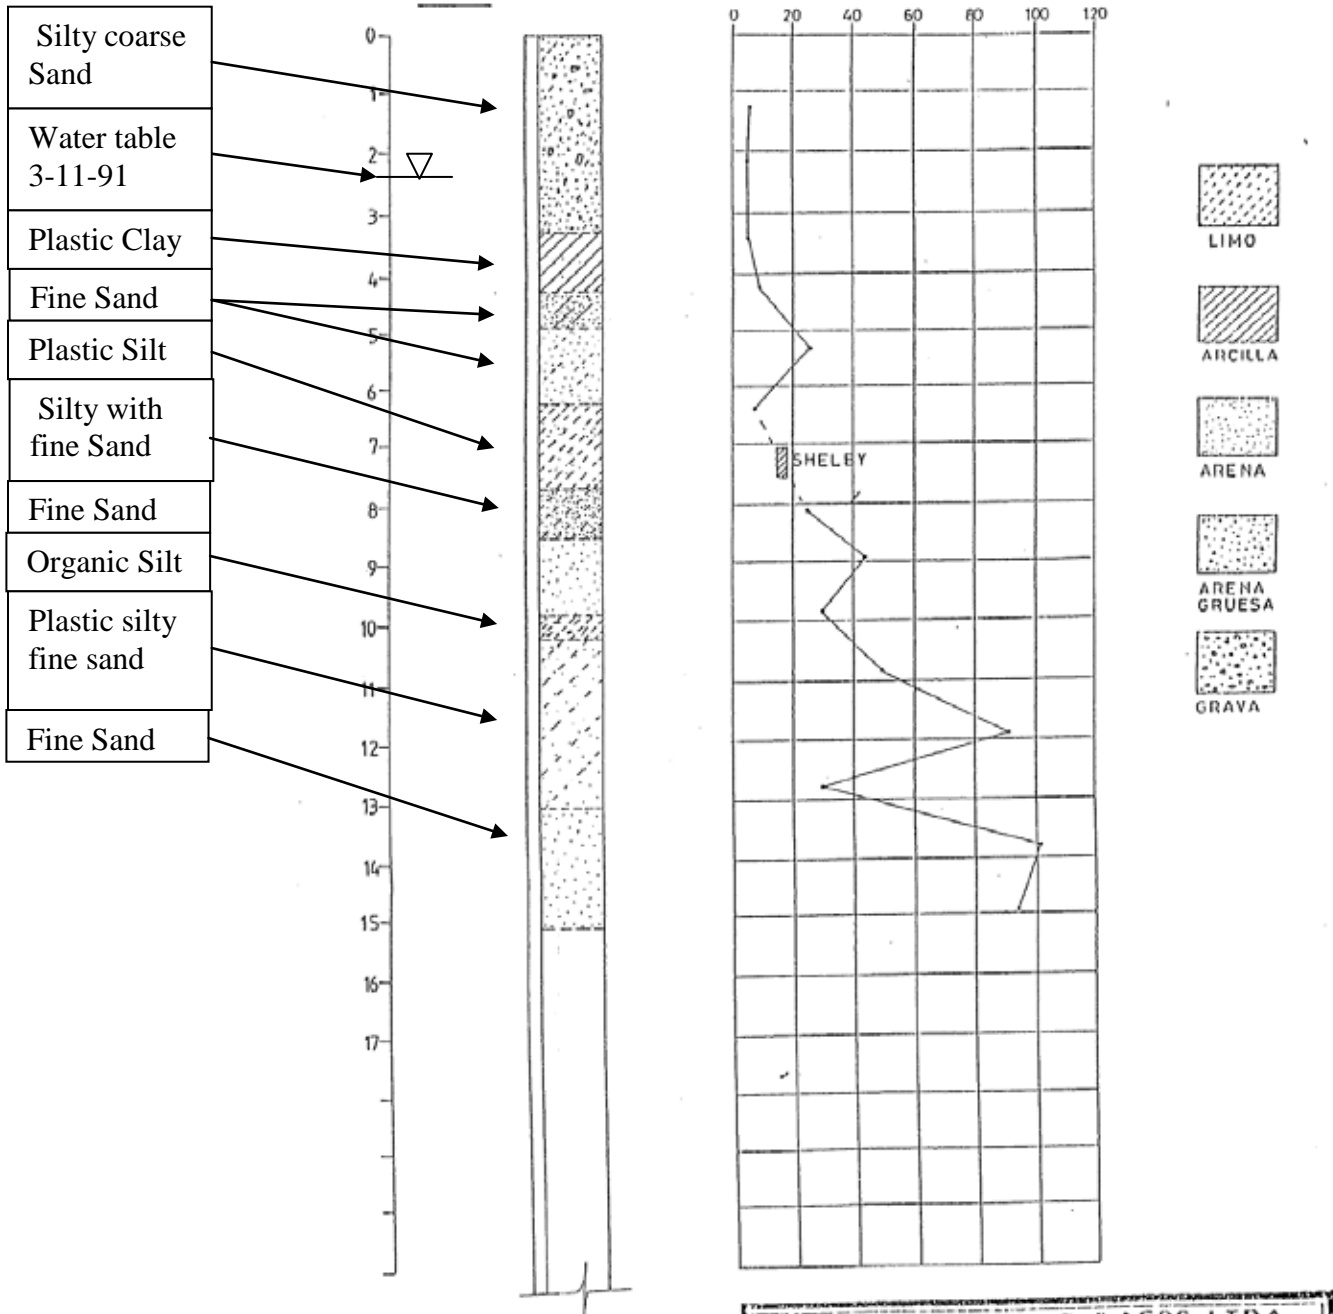 Silty coarse
Sand
Water table
3-11-91
Plastic Clay
Fine Sand
Plastic Silt
Silty with
fine Sand
Fine Sand
Organic Silt
Plastic silty
fine sand
Fine Sand
0
1
2
3
4
5
6
7
8
9
10
11
12
13
14
15
16
17
0 20 40 60 80 100 120
SHELBY
LIMO
ARCILLA
ARENA
ARENA
GRUESA
GRAVA
LTDA